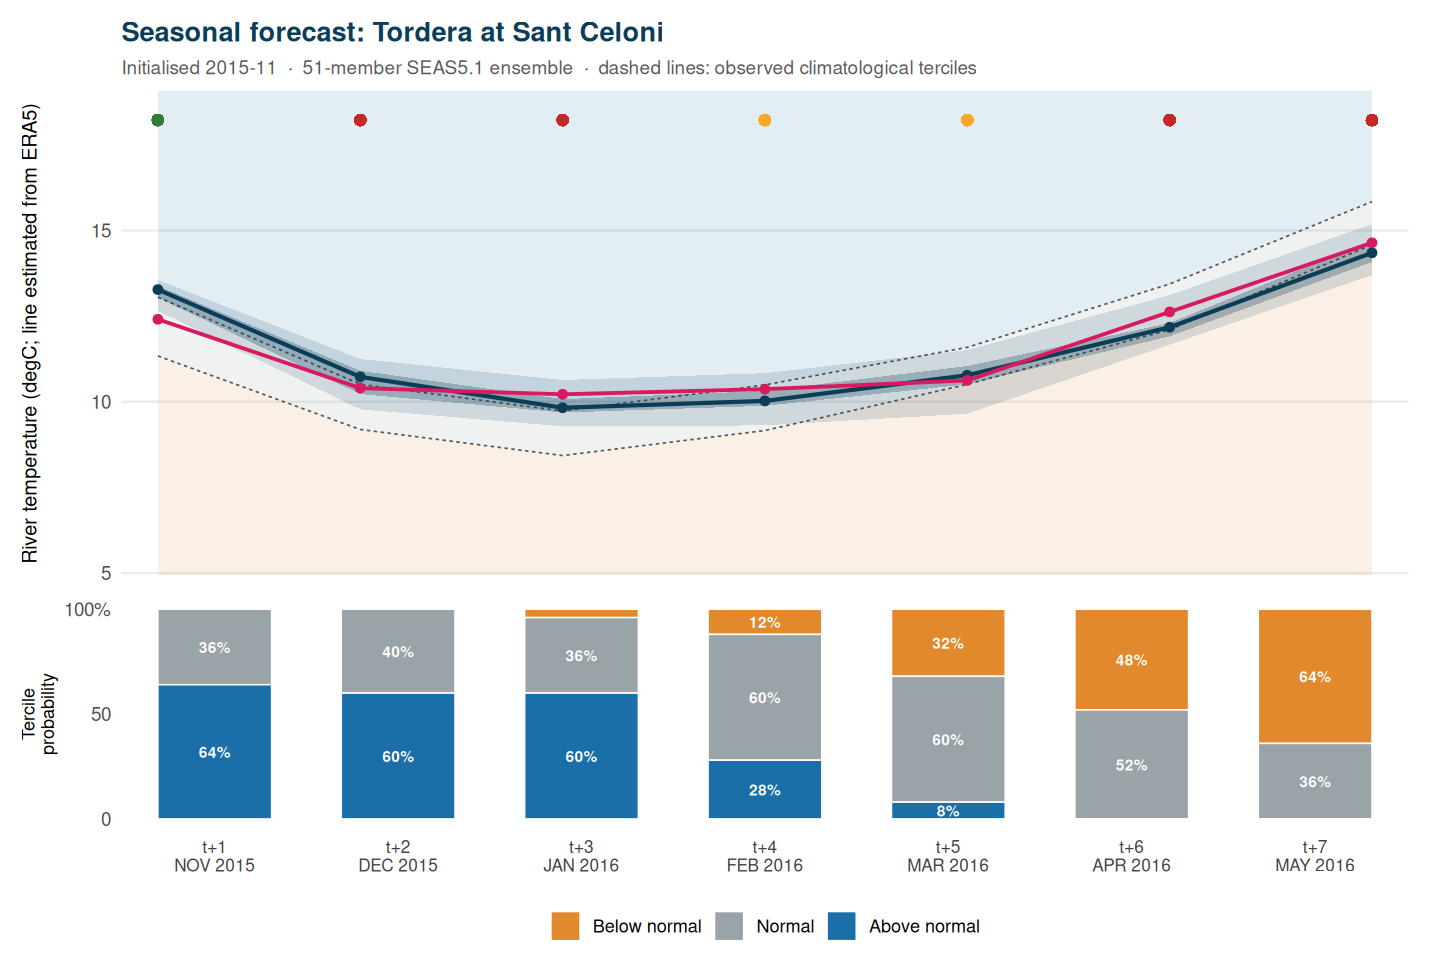 Seasonal forecast: Tordera at Sant Celoni
Initialised 2015-11 · 51-member SEAS5.1 ensemble · dashed lines: observed climatological terciles
River temperature (degC; line estimated from ERA5)
15
10
5
Tercile
probability
100%
50
0
36%
64%
40%
60%
36%
60%
12%
60%
28%
32%
60%
8%
48%
52%
64%
36%
t+1
NOV 2015
t+2
DEC 2015
t+3
JAN 2016
t+4
FEB 2016
t+5
MAR 2016
t+6
APR 2016
t+7
MAY 2016
Below normal
Normal
Above normal